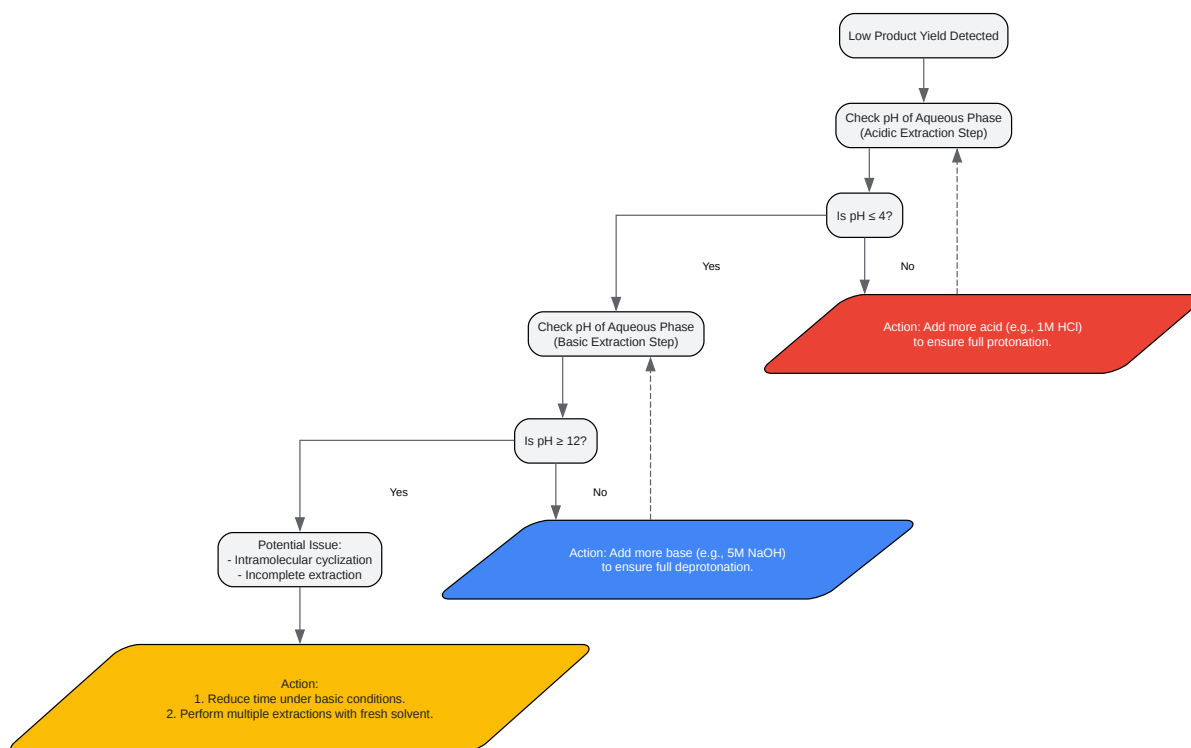 Low Product Yield Detected
Check pH of Aqueous Phase
(Acidic Extraction Step)
Is pH ≤ 4?
Yes
No
Action: Add more acid (e.g., 1M HCl)
to ensure full protonation.
Check pH of Aqueous Phase
(Basic Extraction Step)
Is pH ≥ 12?
Yes
No
Action: Add more base (e.g., 5M NaOH)
to ensure full deprotonation.
Potential Issue:
- Intramolecular cyclization
- Incomplete extraction
Action:
1. Reduce time under basic conditions.
2. Perform multiple extractions with fresh solvent.